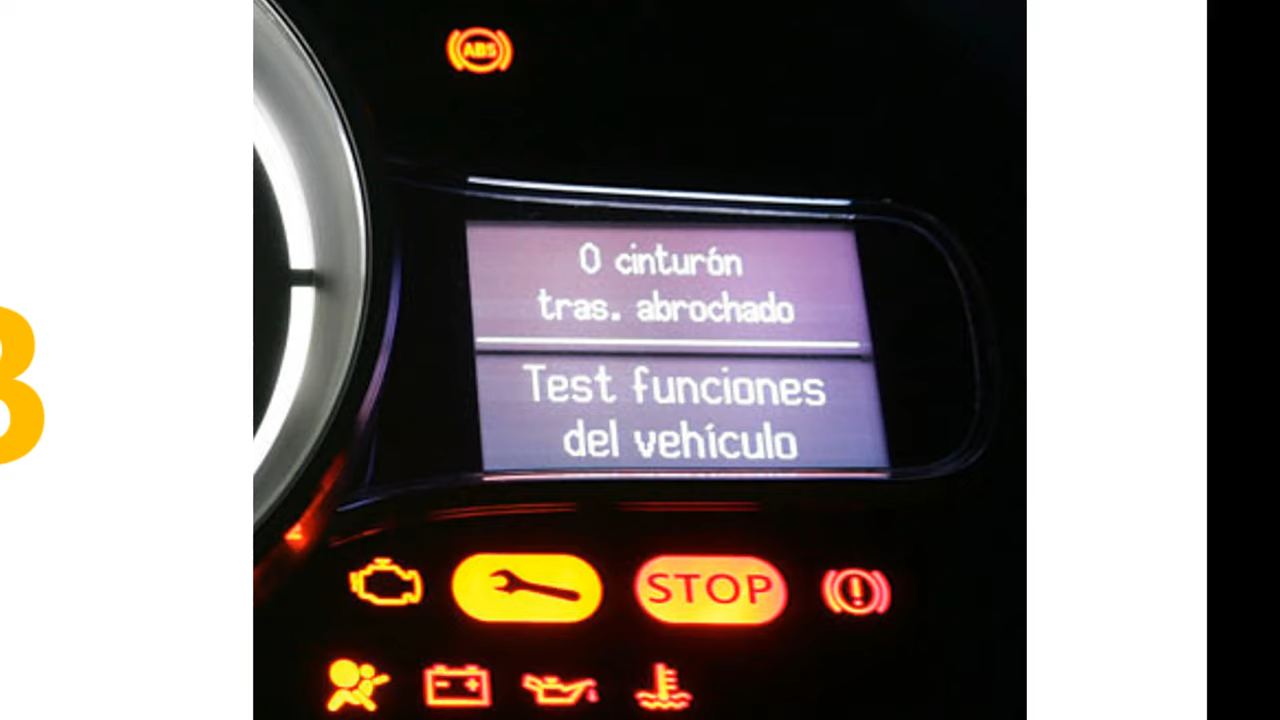 ABS
0 cinturón
tras. abrochado
Test funciones
del vehículo
STOP